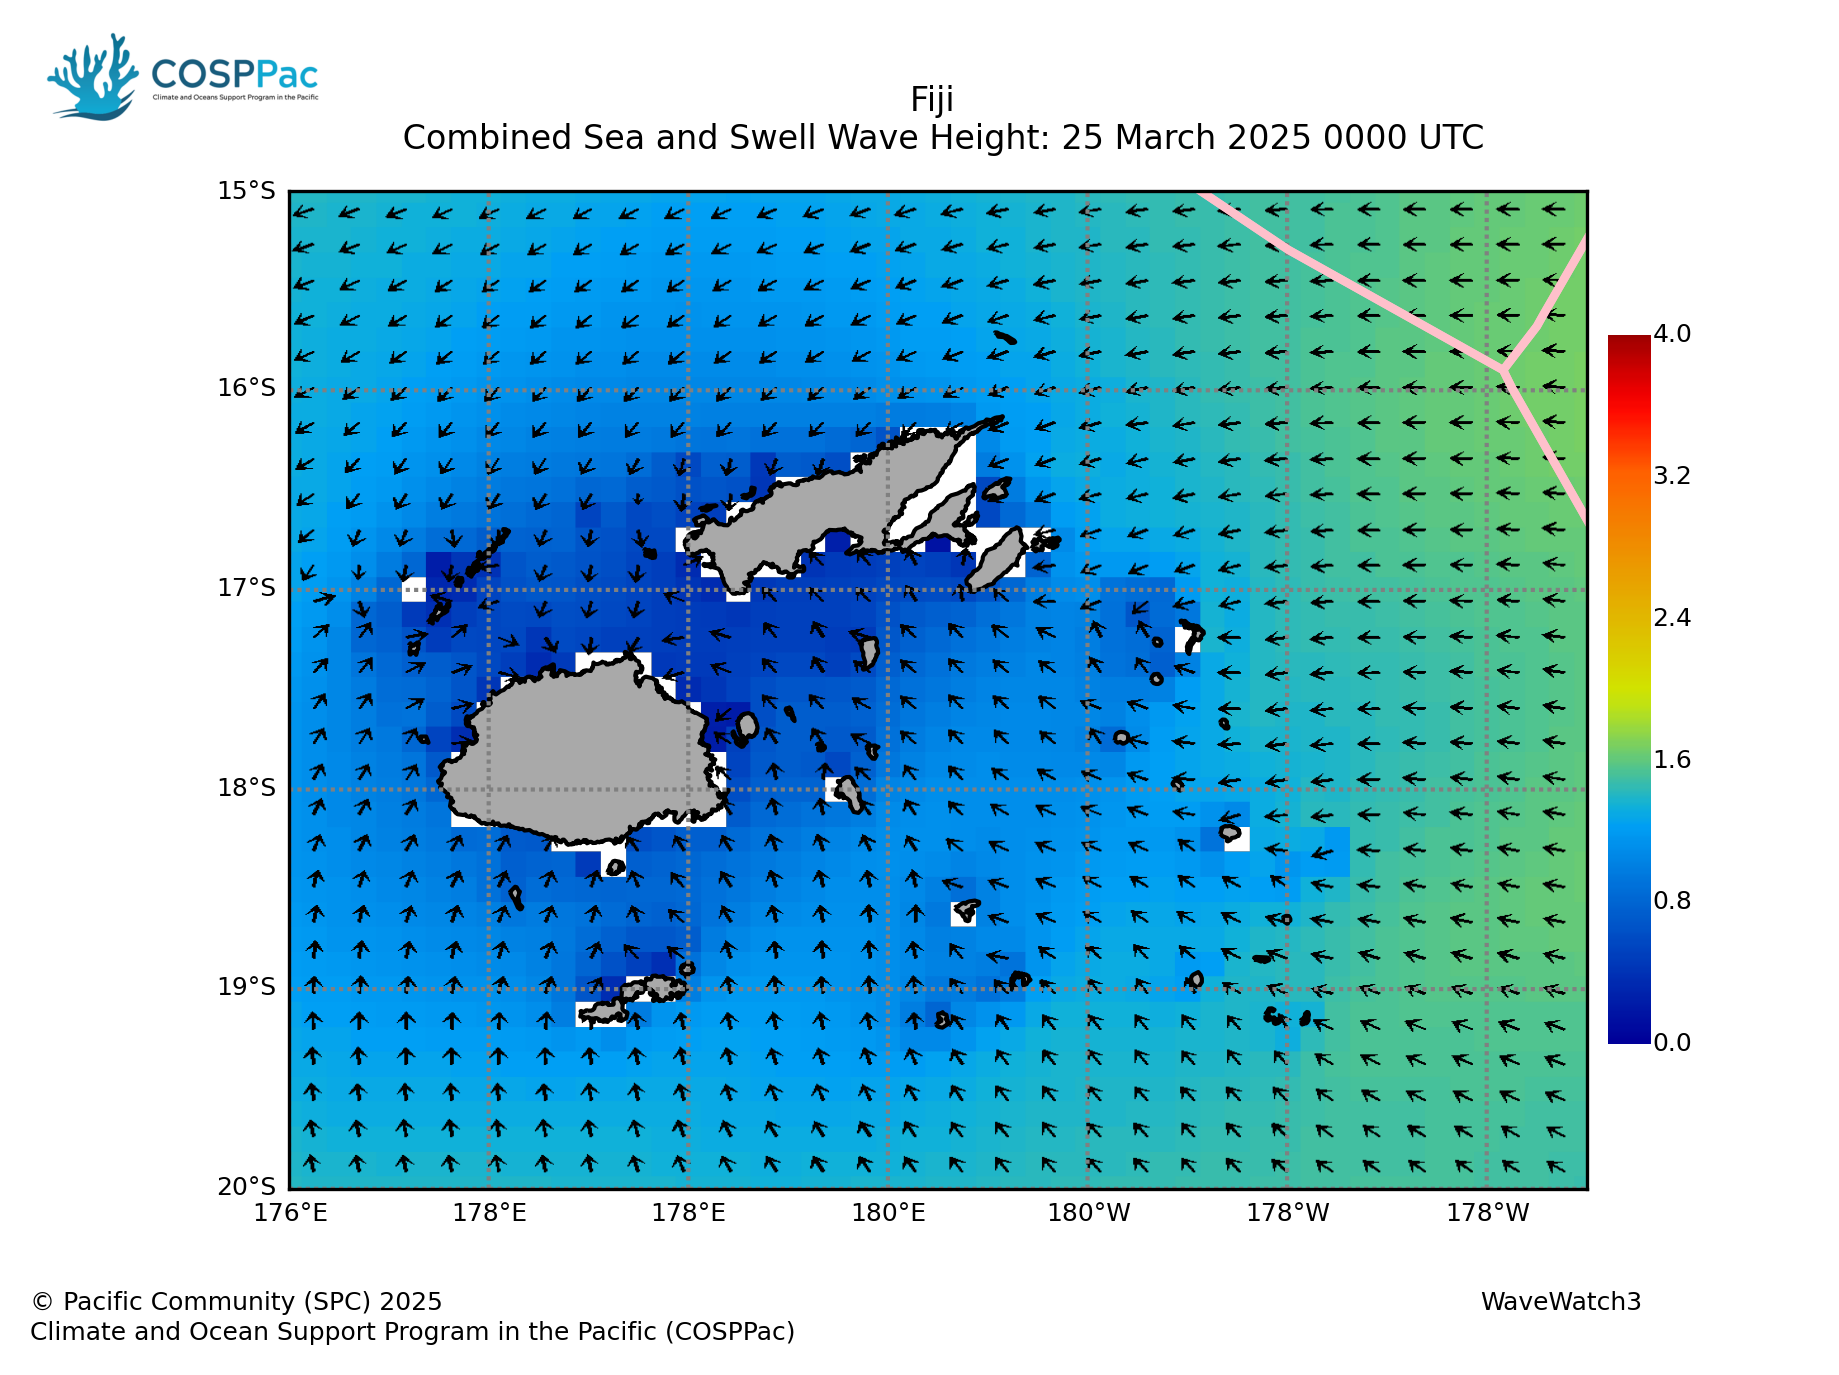 COSPPac
Climate and Oceans Support Program in the Pacific
Fiji
Combined Sea and Swell Wave Height: 25 March 2025 0000 UTC
15°S
16°S
17°S
18°S
19°S
20°S
176°E 178°E 178°E 180°E 180°W 178°W 178°W
4.0
3.2
2.4
1.6
0.8
0.0
© Pacific Community (SPC) 2025
WaveWatch3
Climate and Ocean Support Program in the Pacific (COSPPac)